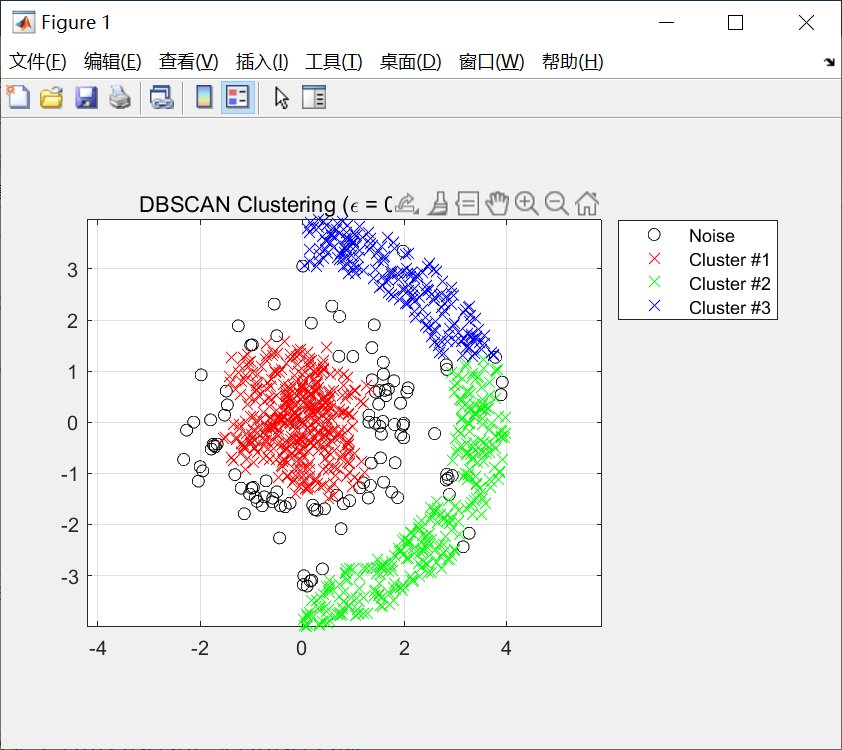 Figure 1
文件(F) 编辑(E) 查看(V) 插入(I) 工具(T) 桌面(D) 窗口(W) 帮助(H)
DBSCAN Clustering (ϵ = 0
Noise
Cluster #1
Cluster #2
Cluster #3
3
2
1
0
-1
-2
-3
-4 -2 0 2 4